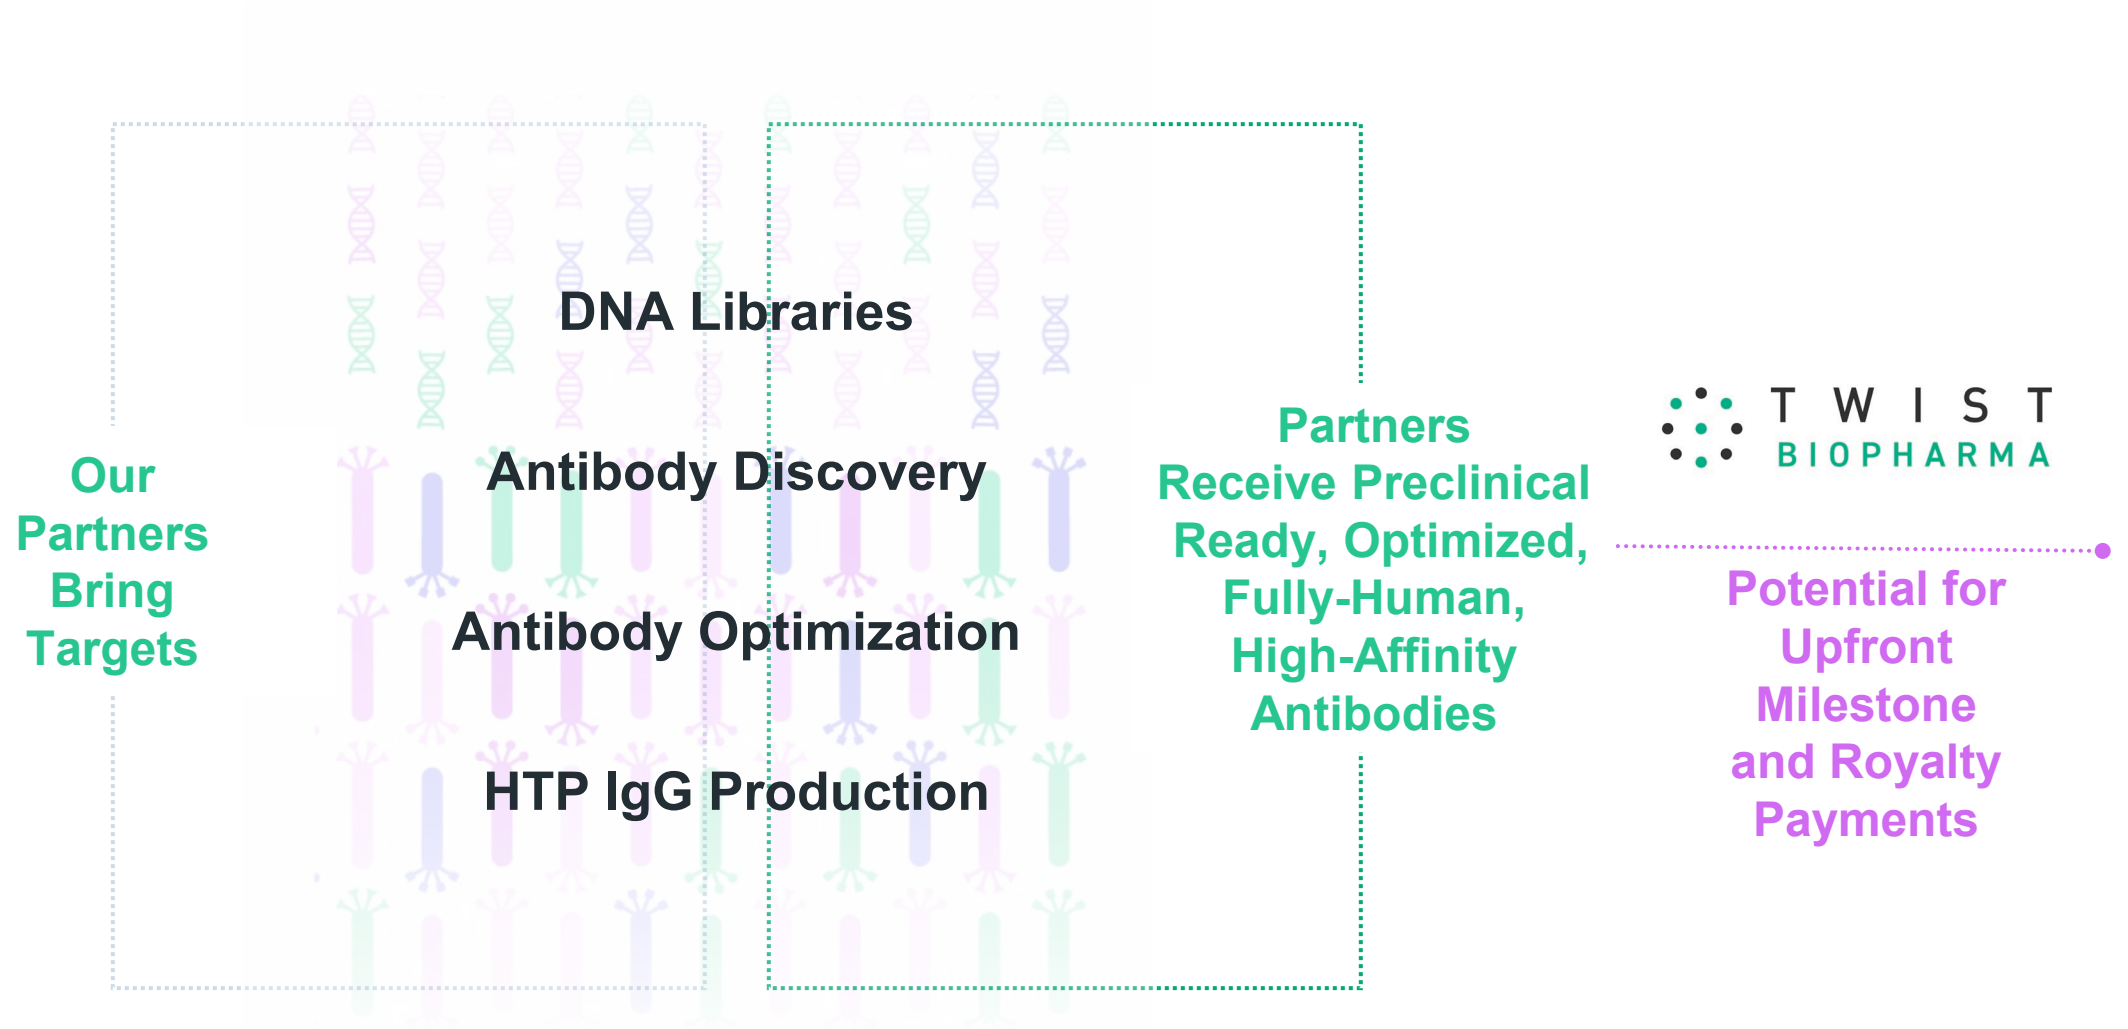 Our
Partners
Bring
Targets
DNA Libraries
Antibody Discovery
Antibody Optimization
HTP IgG Production
Partners
Receive Preclinical
Ready, Optimized,
Fully-Human,
High-Affinity
Antibodies
TWIST
BIOPHARMA
Potential for
Upfront
Milestone
and Royalty
Payments